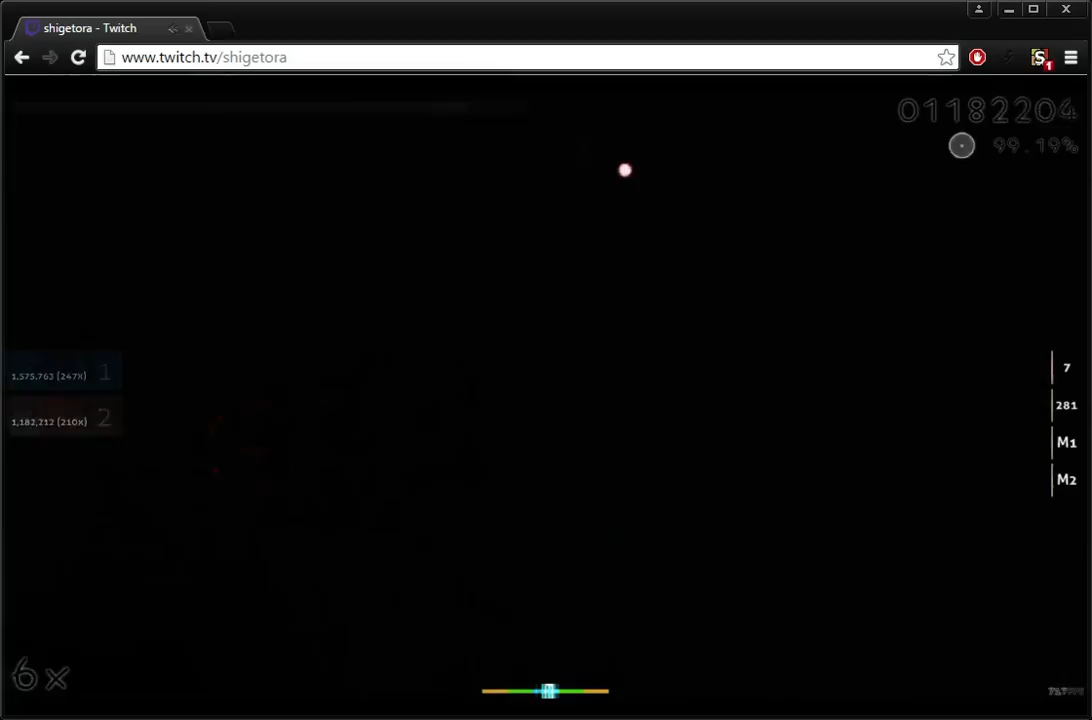 shigetora - Twitch
www.twitch.tv/shigetora
01182204
99.19%
1,575,763 (247x) 1
1,182,212 (210x) 2
7
281
M1
M2
6x